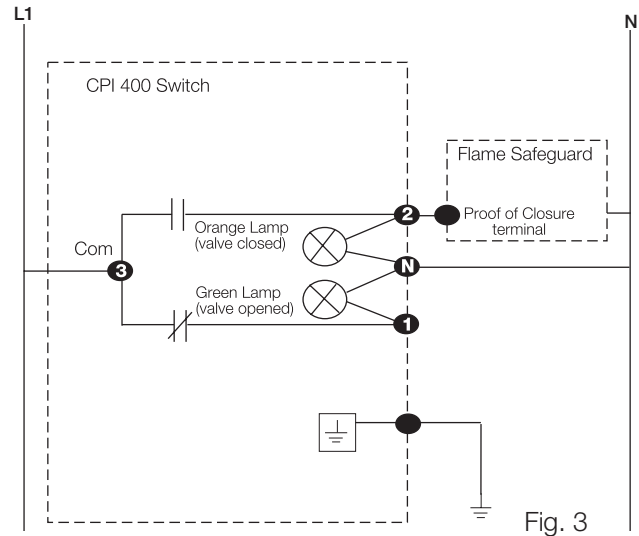 L1
N
CPI 400 Switch
Flame Safeguard
2
Proof of Closure
terminal
Orange Lamp
(valve closed)
Com
3
N
Green Lamp
(valve opened)
1
Fig. 3